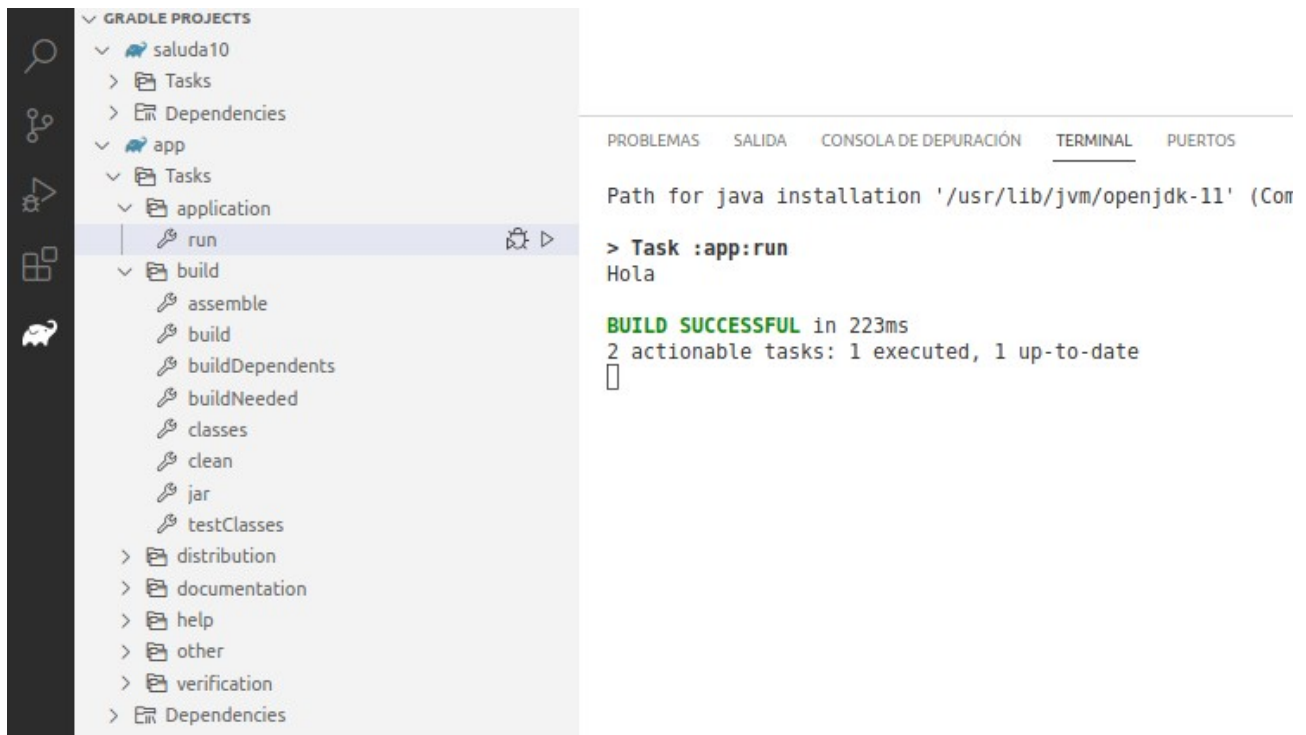 GRADLE PROJECTS
saluda10
Tasks
Dependencies
app
Tasks
application
run
build
assemble
build
buildDependents
buildNeeded
classes
clean
jar
testClasses
distribution
documentation
help
other
verification
Dependencies
PROBLEMAS SALIDA CONSOLA DE DEPURACIÓN TERMINAL PUERTOS
Path for java installation '/usr/lib/jvm/openjdk-11' (Com
> Task :app:run
Hola
BUILD SUCCESSFUL in 223ms
2 actionable tasks: 1 executed, 1 up-to-date